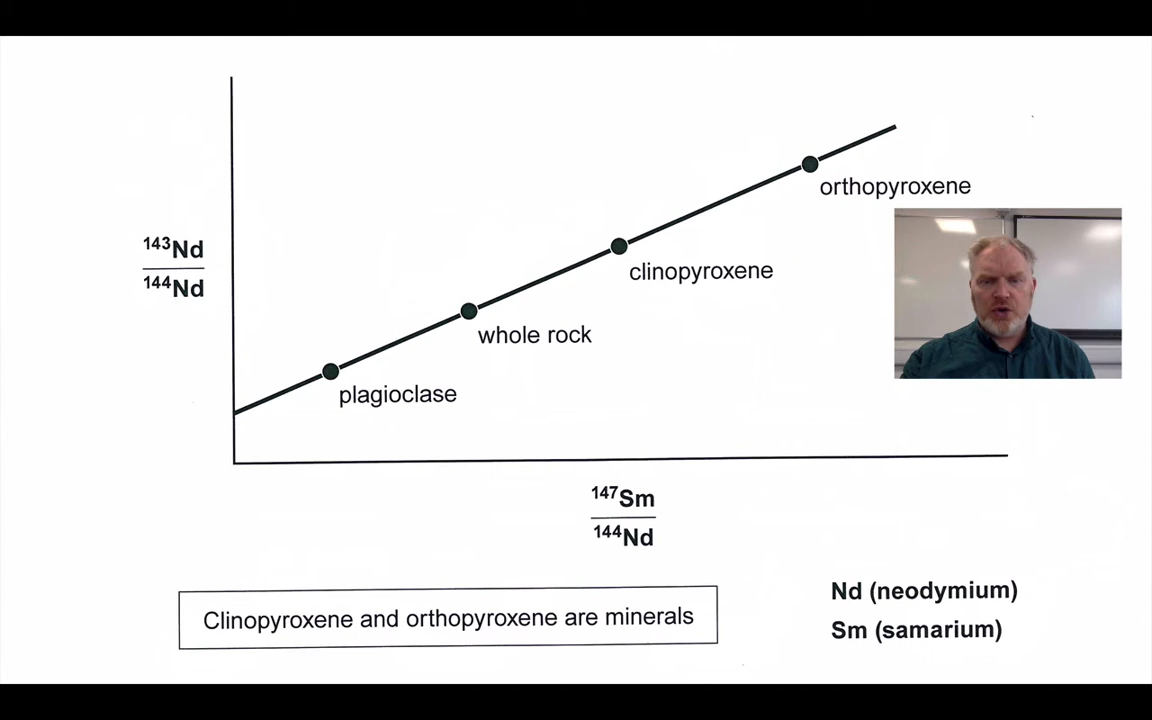 orthopyroxene
clinopyroxene
whole rock
plagioclase
¹⁴³Nd
¹⁴⁴Nd
¹⁴⁷Sm
¹⁴⁴Nd
Clinopyroxene and orthopyroxene are minerals
Nd (neodymium)
Sm (samarium)